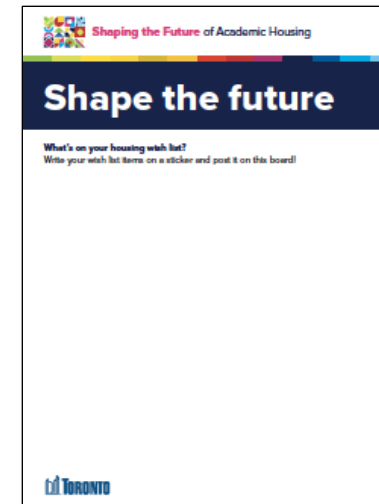 Shaping the Future of Academic Housing
Shape the future
What's on your housing wish list?
Write your wish list items on a sticker and post it on this board!
TORONTO